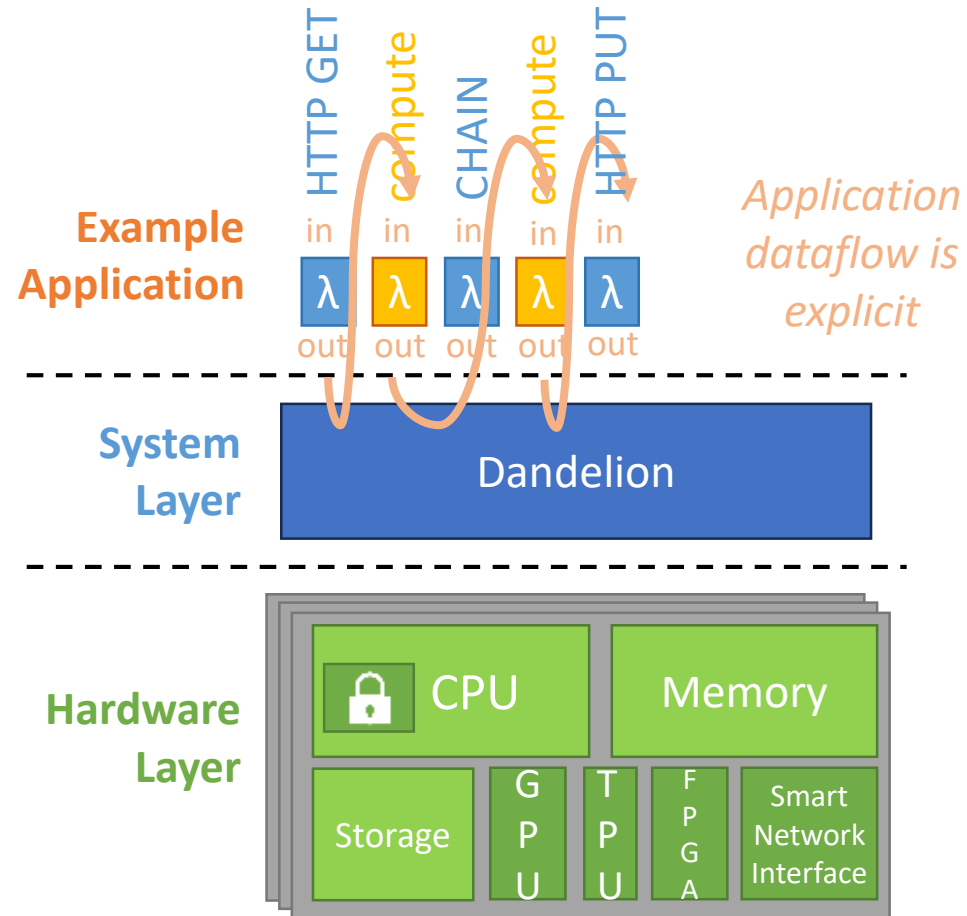 HTTP GET
compute
CHAIN
compute
HTTP PUT
Example
Application
in in in in in
λ λ λ λ λ
out out out out out
Application
dataflow is
explicit
System
Layer
Dandelion
Hardware
Layer
CPU
Memory
Storage
GPU
TPU
FPGA
Smart
Network
Interface